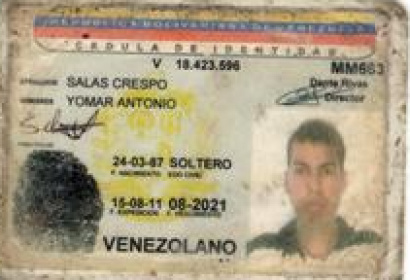 REPUBLICA BOLIVARIANA DE VENEZUELA
CEDULA DE IDENTIDAD
V 18.423.596 MM663
APELLIDOS SALAS CRESPO Dante Rivas
NOMBRES YOMAR ANTONIO Director
24-03-87 SOLTERO
F. NACIMIENTO EDO CIVIL
15-08-11 08-2021
F. EXPEDICION F. VENCIMIENTO
VENEZOLANO